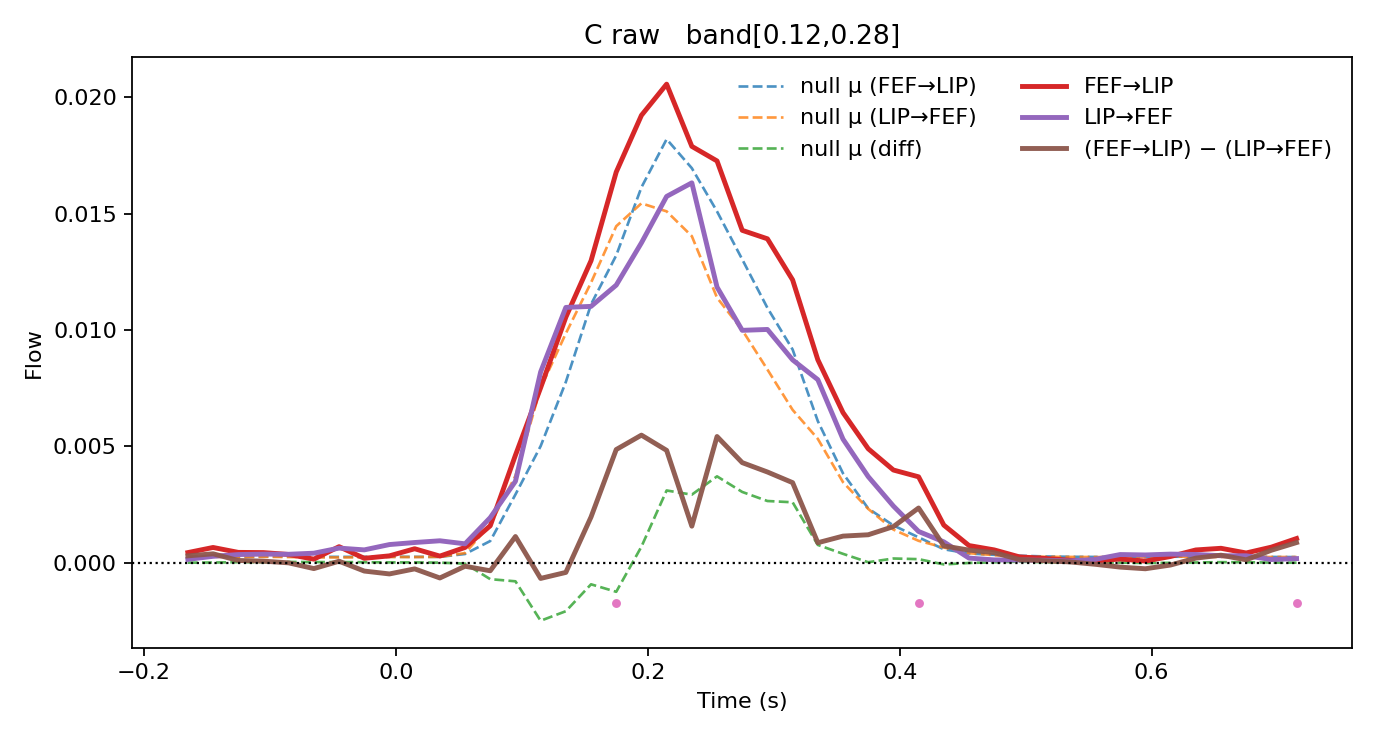 C raw   band[0.12,0.28]
null μ (FEF→LIP)
null μ (LIP→FEF)
null μ (diff)
FEF→LIP
LIP→FEF
(FEF→LIP) − (LIP→FEF)
0.020
0.015
0.010
0.005
0.000
Flow
−0.2
0.0
0.2
0.4
0.6
Time (s)